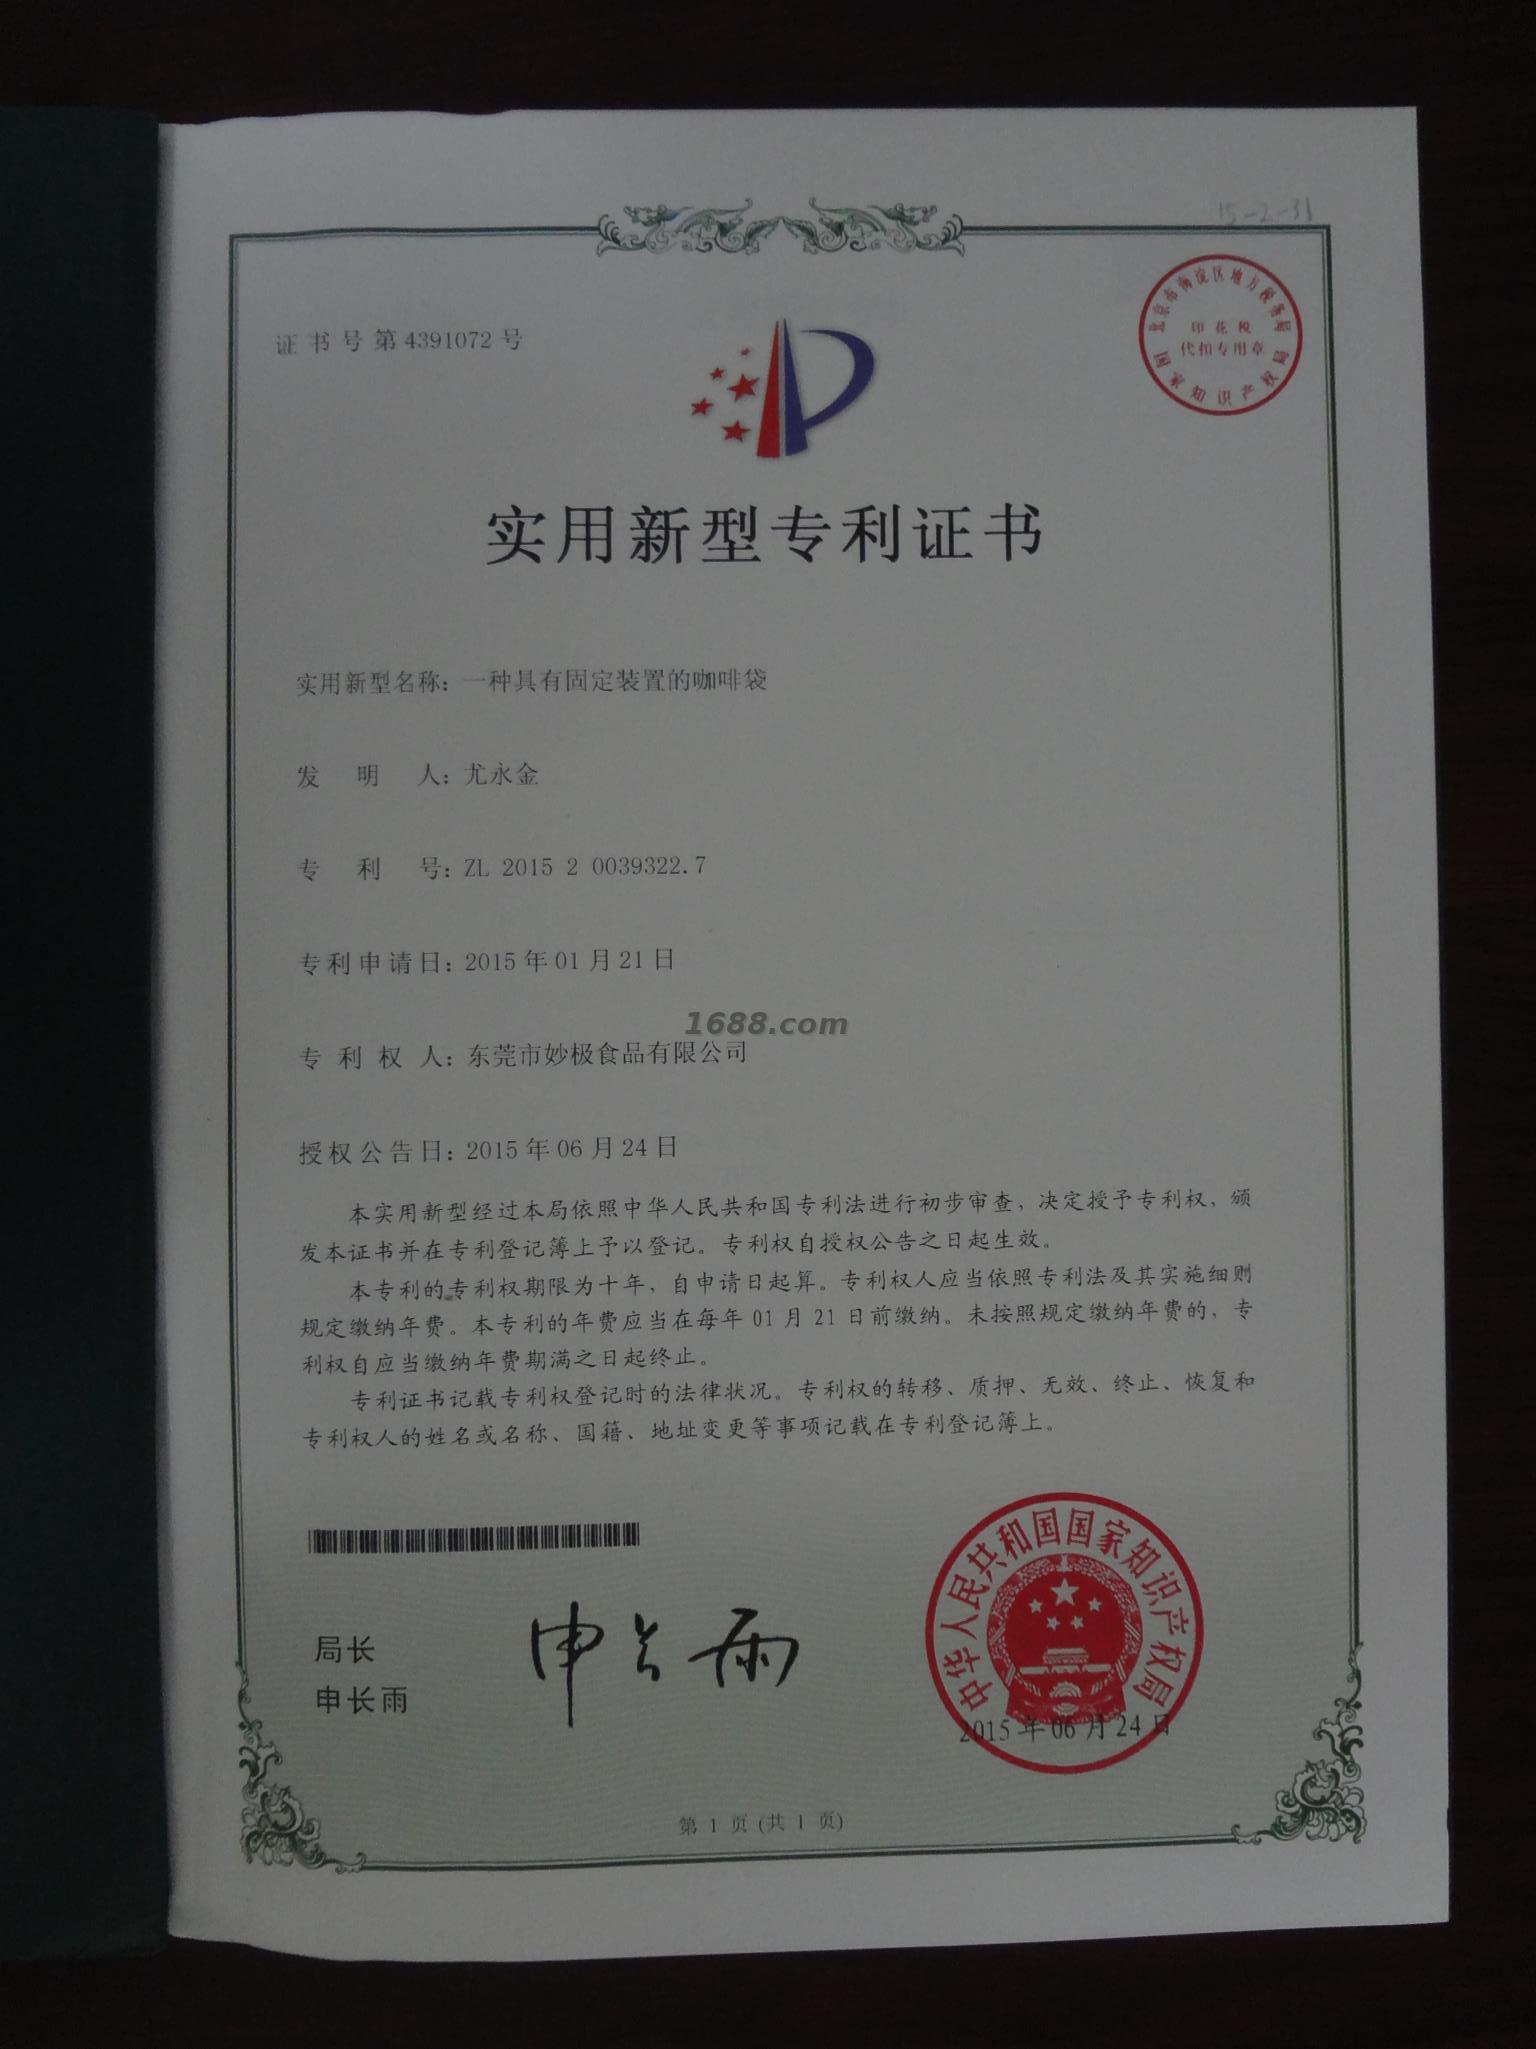 15-2-31
证书号第4391072号
北京市海淀区地方税务局
印花税
代扣专用章
国家知识产权局
实用新型专利证书
实用新型名称：一种具有固定装置的咖啡袋
发明人：尤永金
专利号：ZL 2015 2 0039322.7
专利申请日：2015年01月21日
1688.com
专利权人：东莞市妙极食品有限公司
授权公告日：2015年06月24日
本实用新型经过本局依照中华人民共和国专利法进行初步审查，决定授予专利权，颁
发本证书并在专利登记簿上予以登记。专利权自授权公告之日起生效。
本专利的专利权期限为十年，自申请日起算。专利权人应当依照专利法及其实施细则
规定缴纳年费。本专利的年费应当在每年01月21日前缴纳。未按照规定缴纳年费的，专
利权自应当缴纳年费期满之日起终止。
专利证书记载专利权登记时的法律状况。专利权的转移、质押、无效、终止、恢复和
专利权人的姓名或名称、国籍、地址变更等事项记载在专利登记簿上。
局长
申长雨
申长雨
中华人民共和国国家知识产权局
2015年06月24日
第 1 页 (共 1 页)